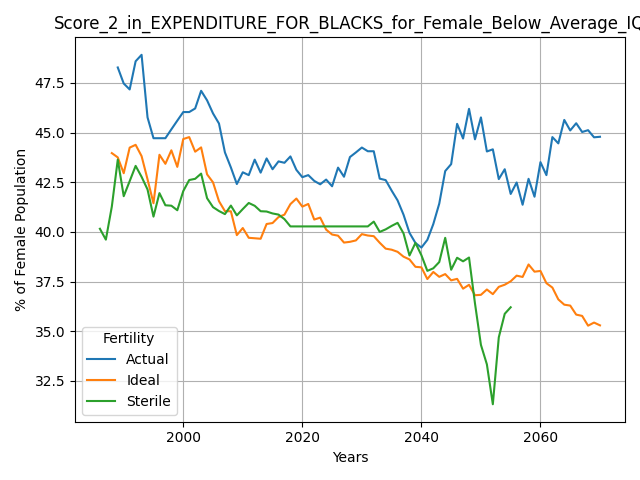 Score_2_in_EXPENDITURE_FOR_BLACKS_for_Female_Below_Average_IQ
% of Female Population
47.5
45.0
42.5
40.0
37.5
35.0
32.5
Fertility
Actual
Ideal
Sterile
2000 2020 2040 2060
Years